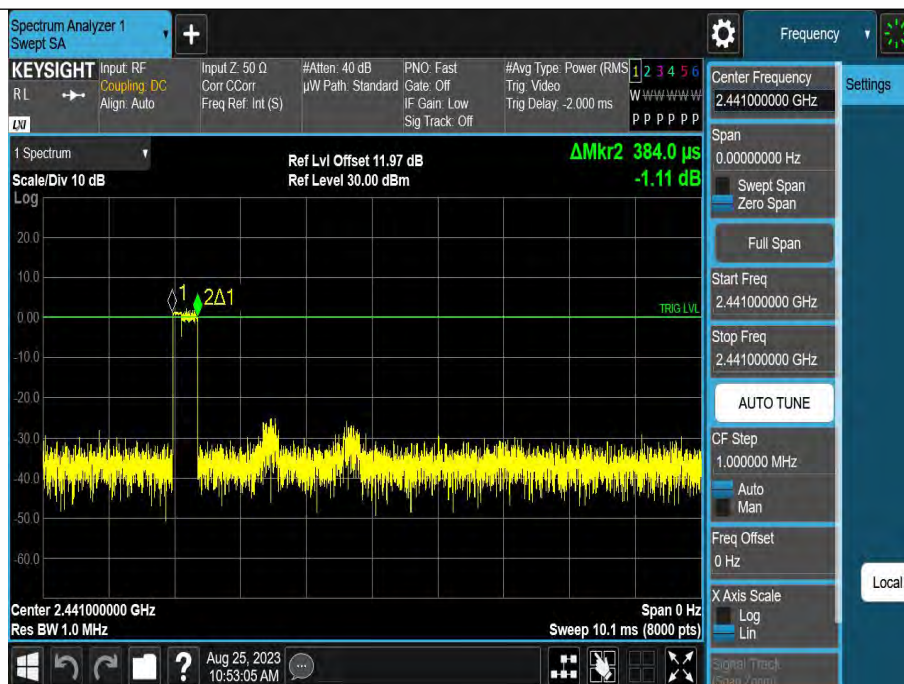 Spectrum Analyzer 1
Swept SA
Frequency
KEYSIGHT
RL
LXI
Input: RF
Coupling: DC
Align: Auto
Input Z: 50 Ω
Corr CCorr
Freq Ref: Int (S)
#Atten: 40 dB
µW Path: Standard
PNO: Fast
Gate: Off
IF Gain: Low
Sig Track: Off
#Avg Type: Power (RMS
Trig: Video
Trig Delay: -2.000 ms
1 2 3 4 5 6
W W W W W W
P P P P P P
1 Spectrum
Scale/Div 10 dB
Log
Ref Lvl Offset 11.97 dB
Ref Level 30.00 dBm
ΔMkr2 384.0 µs
-1.11 dB
20.0
10.0
0.00
-10.0
-20.0
-30.0
-40.0
-50.0
-60.0
1
2Δ1
TRIG LVL
Center 2.441000000 GHz
Res BW 1.0 MHz
Span 0 Hz
Sweep 10.1 ms (8000 pts)
Center Frequency
2.441000000 GHz
Span
0.00000000 Hz
Swept Span
Zero Span
Full Span
Start Freq
2.441000000 GHz
Stop Freq
2.441000000 GHz
AUTO TUNE
CF Step
1.000000 MHz
Auto
Man
Freq Offset
0 Hz
X Axis Scale
Log
Lin
Signal Track
(Span Zoom)
Settings
Local
?
Aug 25, 2023
10:53:05 AM